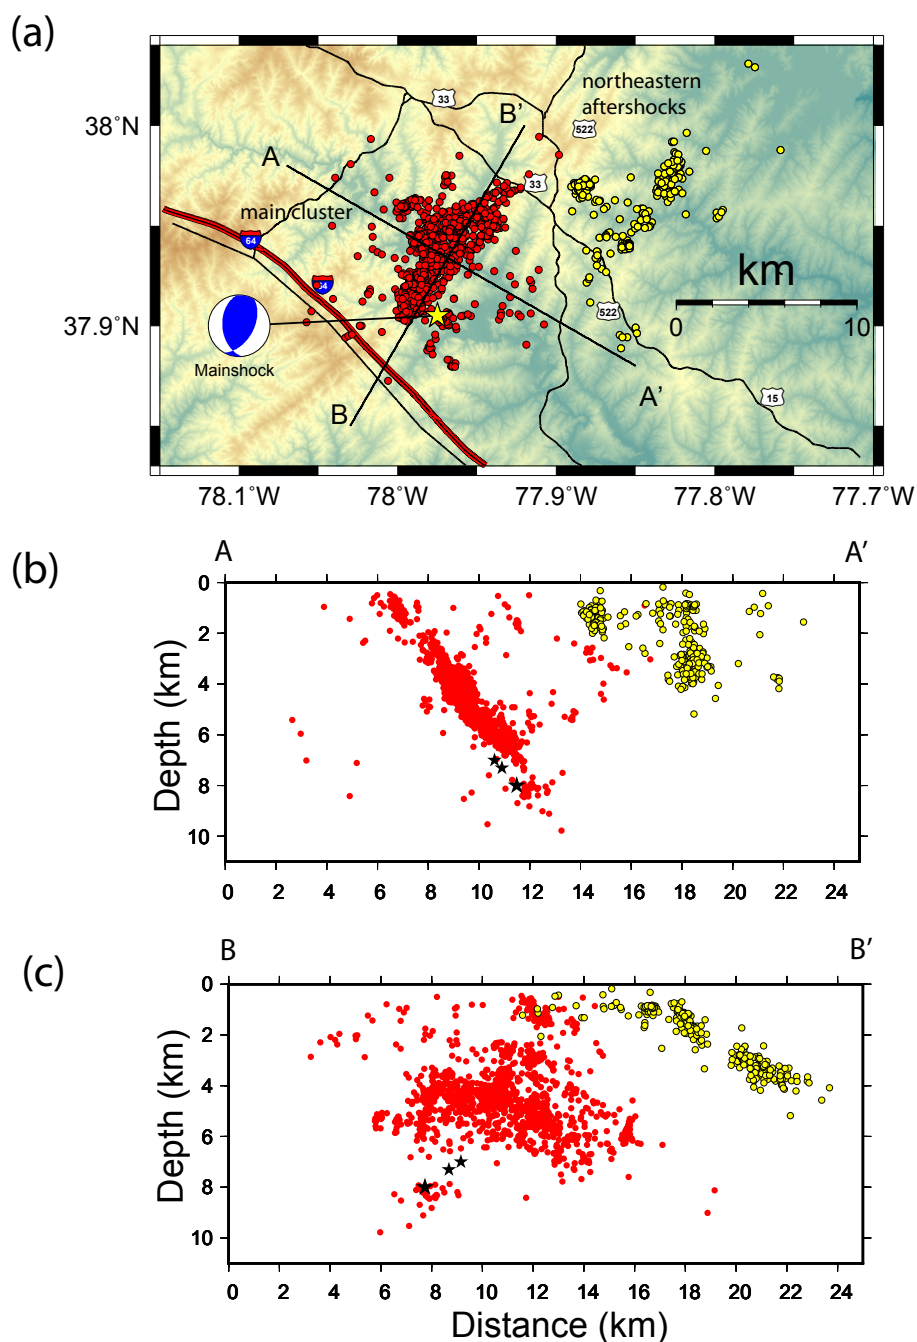 (a)
33
northeastern
aftershocks
38°N
B'
522
A
33
main cluster
64
64
km
37.9°N
522
0
10
Mainshock
B
A'
15
78.1°W
78°W
77.9°W
77.8°W
77.7°W
(b)
A
A'
0
2
4
6
8
10
Depth (km)
0 2 4 6 8 10 12 14 16 18 20 22 24
(c)
B
B'
0
2
4
6
8
10
Depth (km)
0 2 4 6 8 10 12 14 16 18 20 22 24
Distance (km)